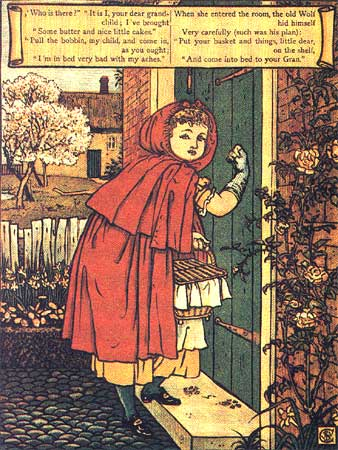 "Who is there?" "It is I, your dear grand-
child; I've brought
"Some butter and nice little cakes."
"Pull the bobbin, my child, and come in,
as you ought;
"I'm in bed very bad with my aches."
When she entered the room, the old Wolf
hid himself
Very carefully (such was his plan):
"Put your basket and things, little dear,
on the shelf,
"And come into bed to your Gran."